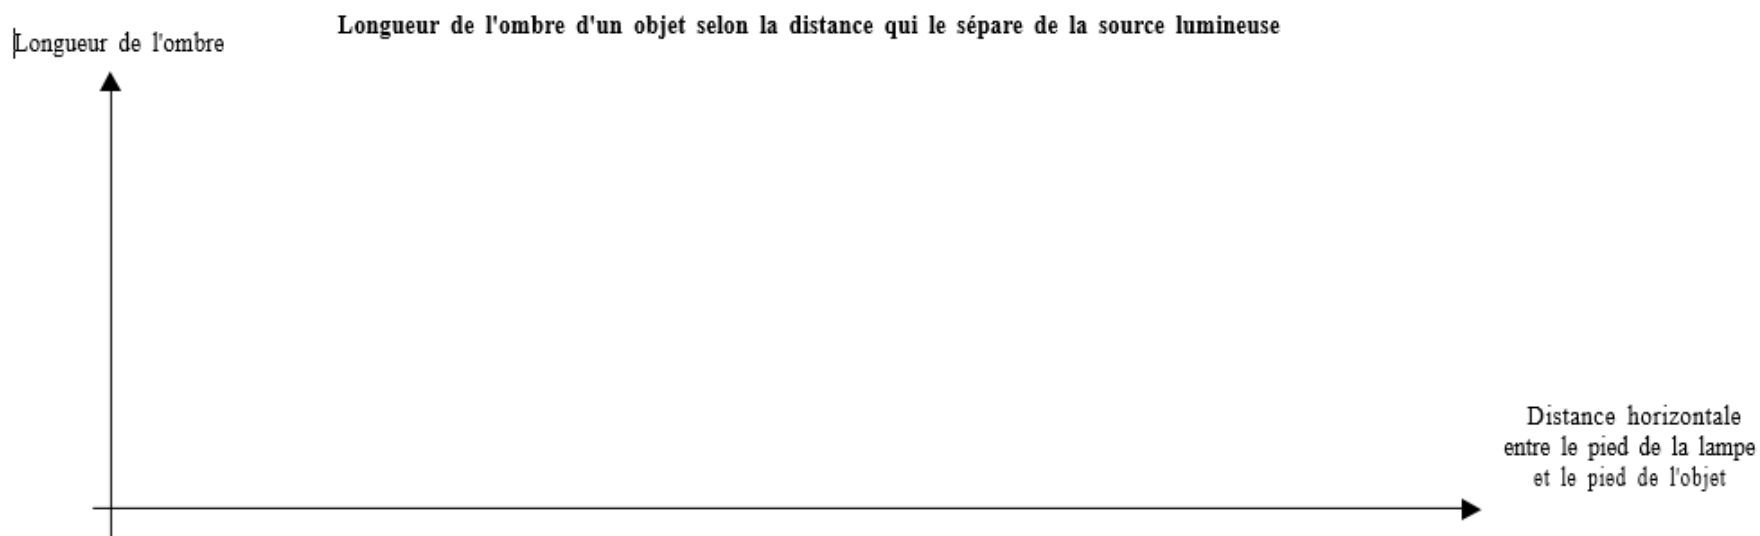 Longueur de l'ombre d'un objet selon la distance qui le sépare de la source lumineuse
Longueur de l'ombre
Distance horizontale
entre le pied de la lampe
et le pied de l'objet